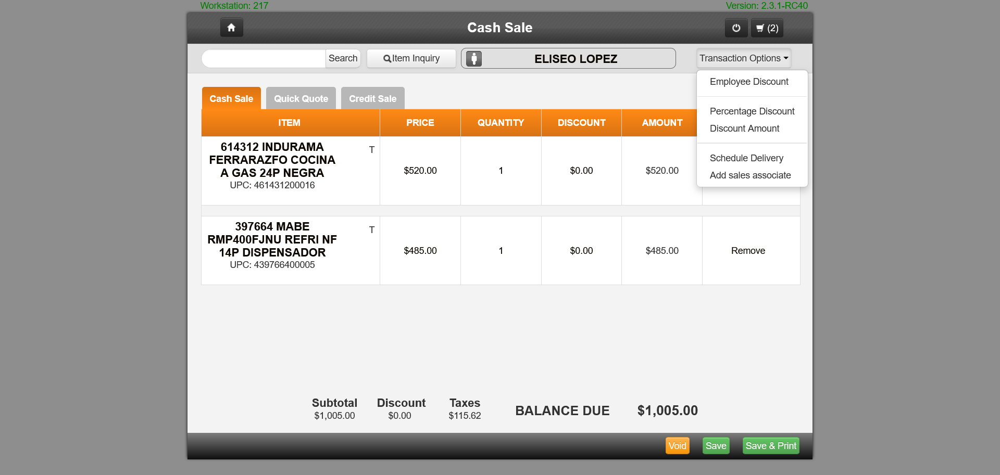 Workstation: 217
Version: 2.3.1-RC40
Cash Sale
(2)
Search
Item Inquiry
ELISEO LOPEZ
Transaction Options
Employee Discount
Percentage Discount
Discount Amount
Schedule Delivery
Add sales associate
Cash Sale
Quick Quote
Credit Sale
ITEM
PRICE
QUANTITY
DISCOUNT
AMOUNT
614312 INDURAMA
FERRARAZFO COCINA
A GAS 24P NEGRA
UPC: 461431200016
T
$520.00
1
$0.00
$520.00
397664 MABE
RMP400FJNU REFRI NF
14P DISPENSADOR
UPC: 439766400005
T
$485.00
1
$0.00
$485.00
Remove
Subtotal
$1,005.00
Discount
$0.00
Taxes
$115.62
BALANCE DUE
$1,005.00
Void
Save
Save & Print